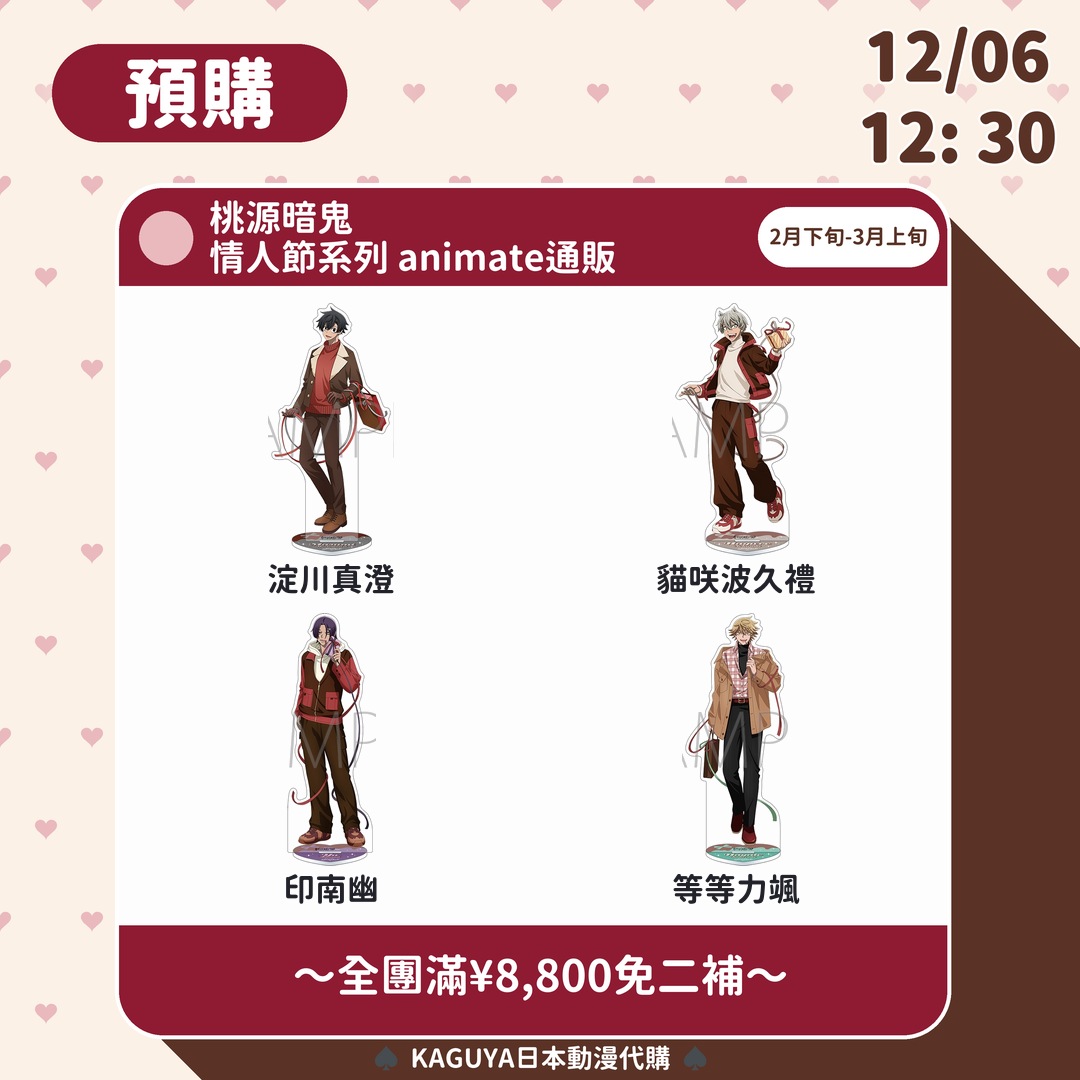 預購
12/06
12: 30
桃源暗鬼
情人節系列 animate通販
2月下旬-3月上旬
淀川真澄
貓咲波久禮
印南幽
等等力颯
～全團滿¥8,800免二補～
KAGUYA日本動漫代購